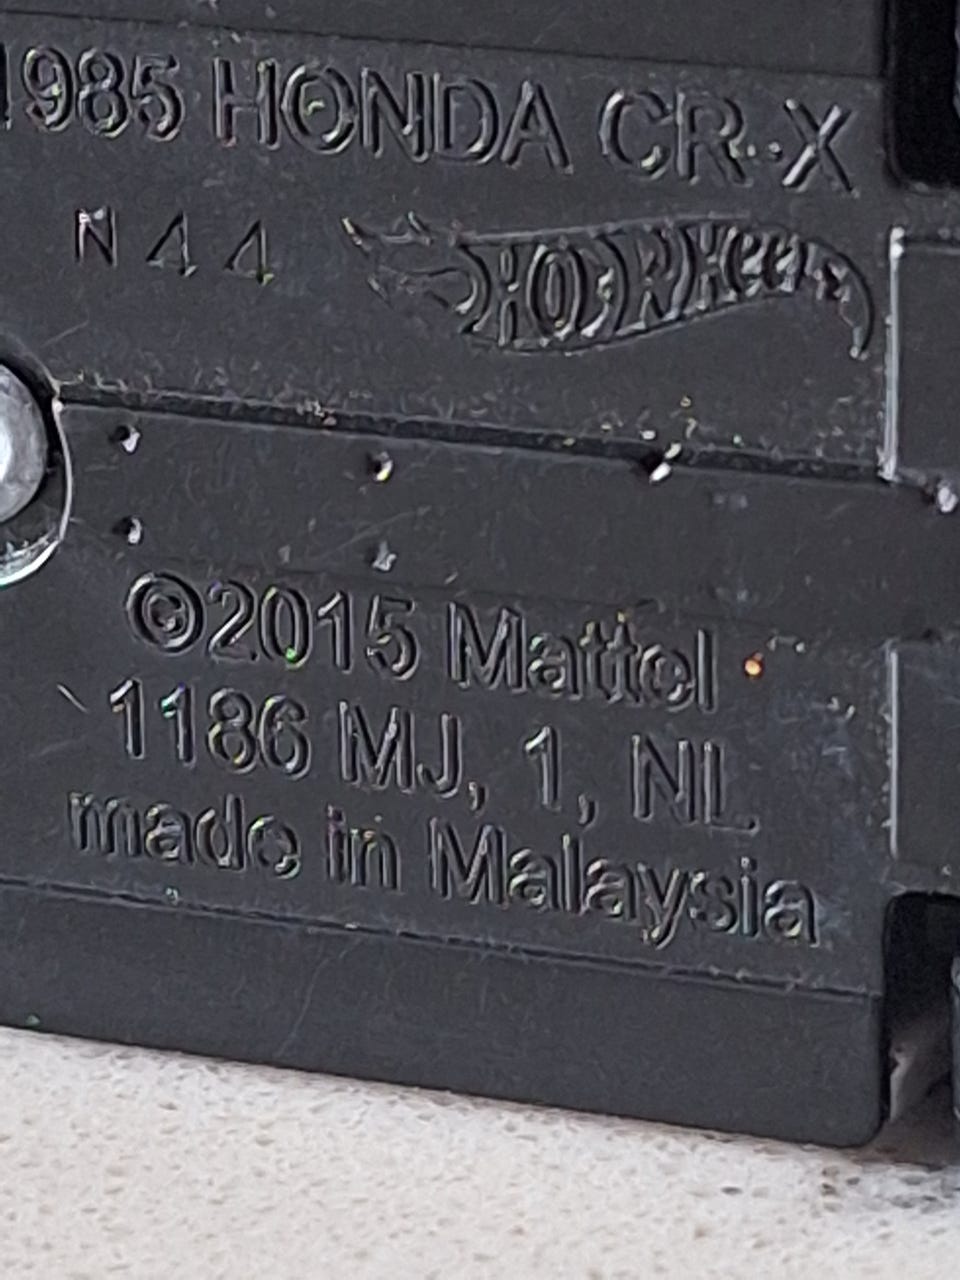 1985 HONDA CR-X
N44 Hot Wheels
©2015 Mattel
1186 MJ, 1, NL
made in Malaysia